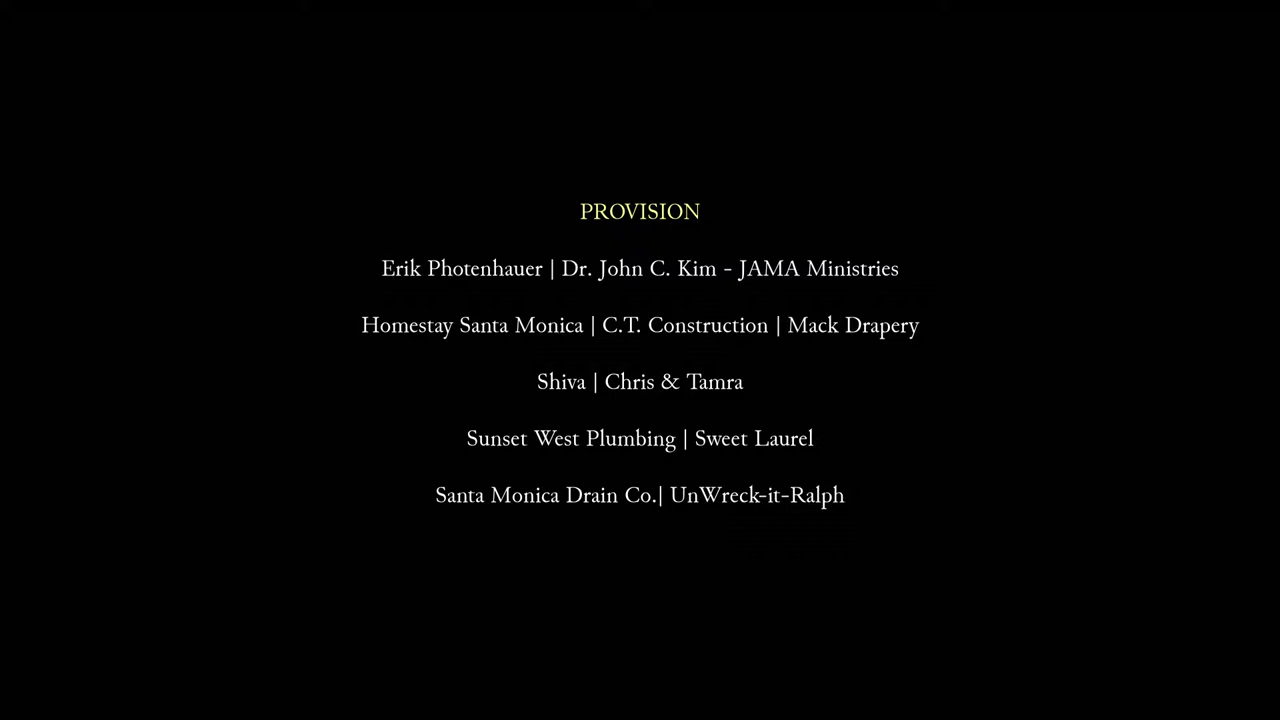 PROVISION
Erik Photenhauer | Dr. John C. Kim - JAMA Ministries
Homestay Santa Monica | C.T. Construction | Mack Drapery
Shiva | Chris & Tamra
Sunset West Plumbing | Sweet Laurel
Santa Monica Drain Co.| UnWreck-it-Ralph